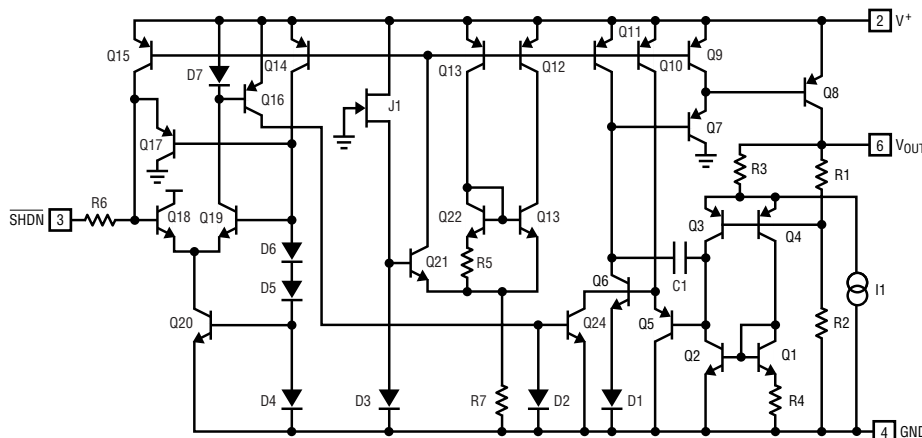 Q15
Q14
Q13
Q12
Q11
Q10
Q9
2 V+
D7
Q16
J1
Q8
Q17
Q7
6 VOUT
R3
R1
SHDN 3
R6
Q18
Q19
Q22
Q13
Q3
Q4
D6
R5
Q21
C1
Q6
D5
I1
Q20
Q24
Q5
Q2
Q1
R2
D4
D3
R7
D2
D1
R4
4 GND